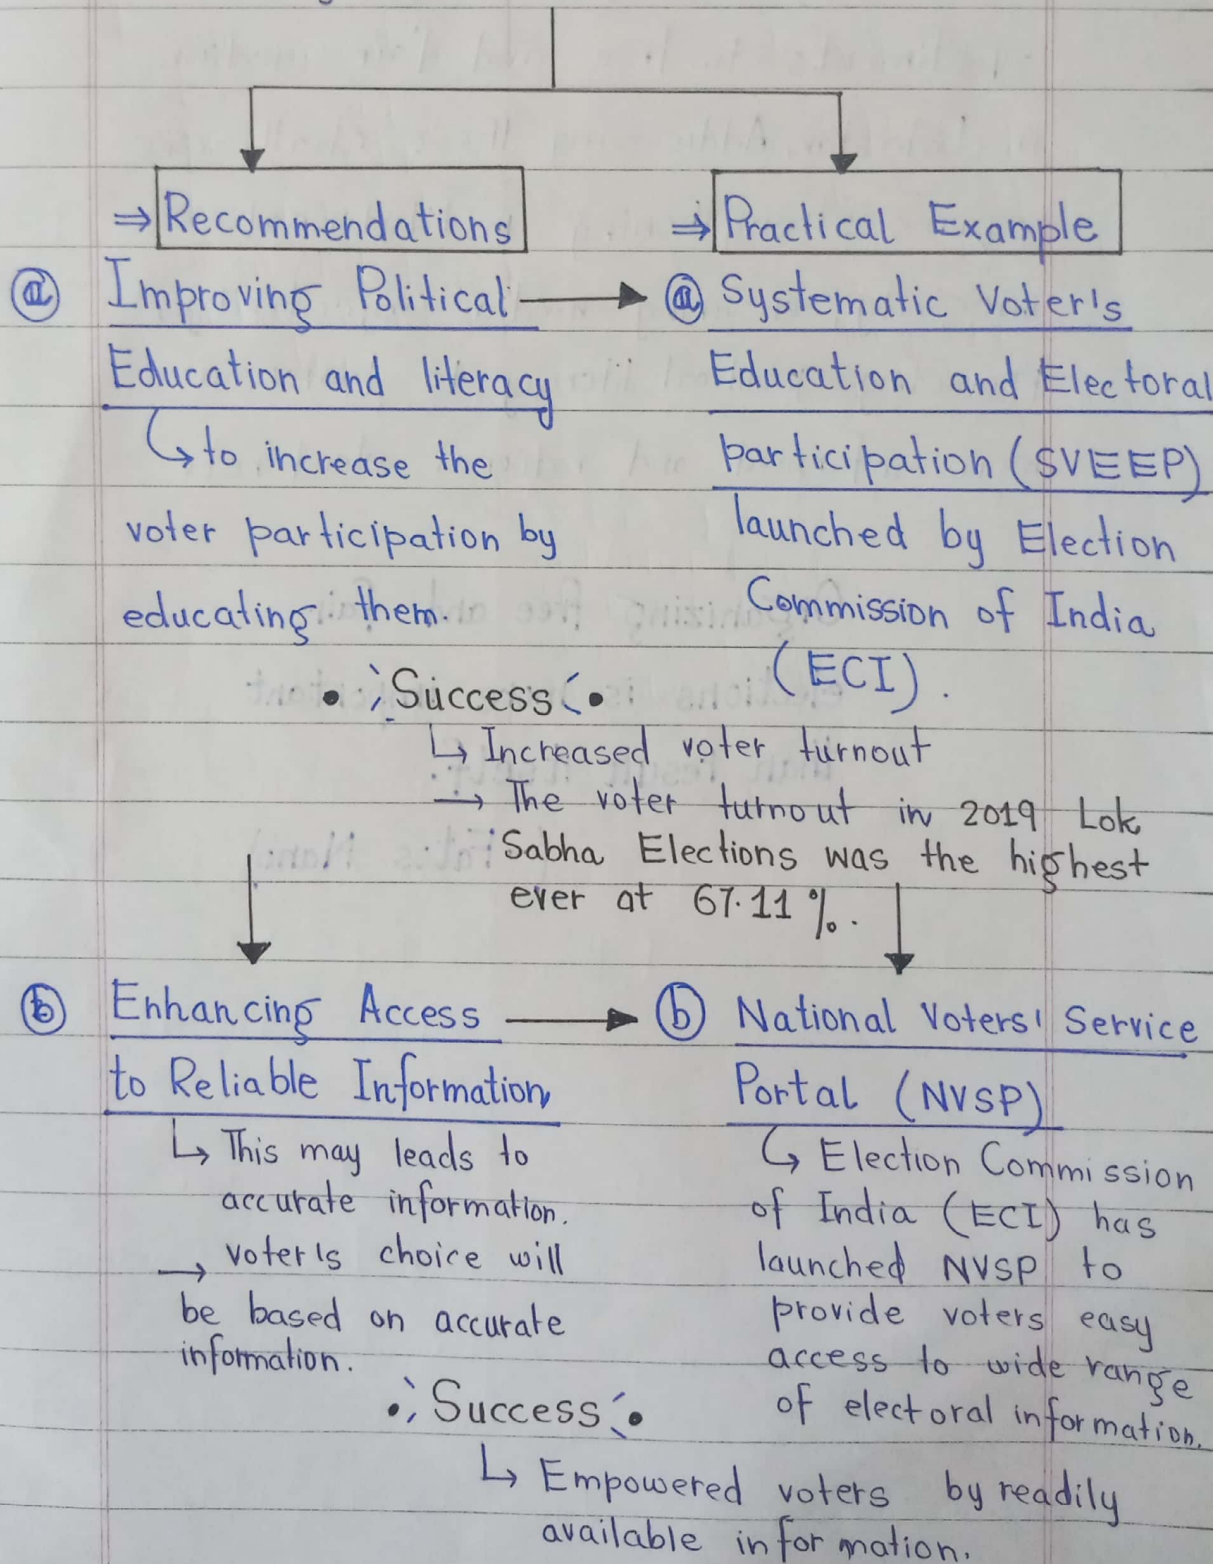 ⇒ Recommendations
⇒ Practical Example
ⓐ Improving Political
Education and literacy
↳ to increase the
voter participation by
educating them.
ⓐ Systematic Voter's
Education and Electoral
participation (SVEEP)
launched by Election
Commission of India
(ECI).
Success
↳ Increased voter turnout
→ The voter turnout in 2019 Lok
Sabha Elections was the highest
ever at 67.11 %.
ⓑ Enhancing Access
to Reliable Information
↳ This may leads to
accurate information.
→ voter's choice will
be based on accurate
information.
ⓑ National Voters' Service
Portal (NVSP)
↳ Election Commission
of India (ECI) has
launched NVSP to
provide voters easy
access to wide range
of electoral information.
Success
↳ Empowered voters by readily
available information.